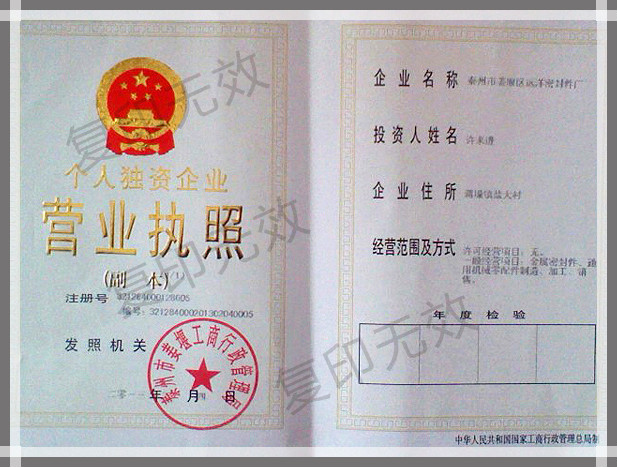 个人独资企业
营业执照
(副 本)
注册号 321284000128605
编号: 321284000201302040005
发照机关
泰州市姜堰工商行政管理局
年 月 日
企业名称 泰州市姜堰区远洋密封件厂
投资人姓名 许永进
企业住所
经营范围及方式
许可经营项目: 无。
一般经营项目: 金属密封件、通
用机械零配件制造、加工、销
售。
年度检验
中华人民共和国国家工商行政管理总局制
复印无效
复印无效
复印无效